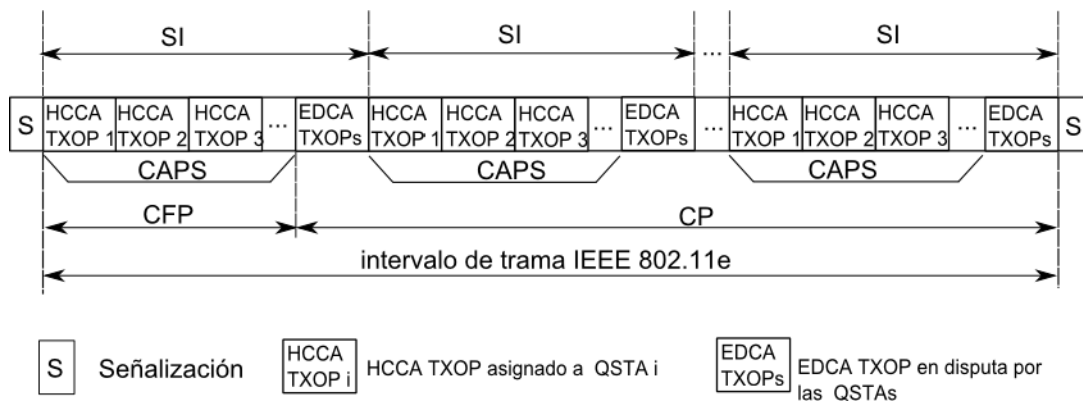 SI SI ... SI
S HCCA TXOP 1 HCCA TXOP 2 HCCA TXOP 3 ... EDCA TXOPs HCCA TXOP 1 HCCA TXOP 2 HCCA TXOP 3 ... EDCA TXOPs ... HCCA TXOP 1 HCCA TXOP 2 HCCA TXOP 3 ... EDCA TXOPs S
CAPS CAPS CAPS
CFP CP
intervalo de trama IEEE 802.11e
S Señalización
HCCA
TXOP i
HCCA TXOP asignado a QSTA i
EDCA
TXOPs
EDCA TXOP en disputa por
las QSTAs